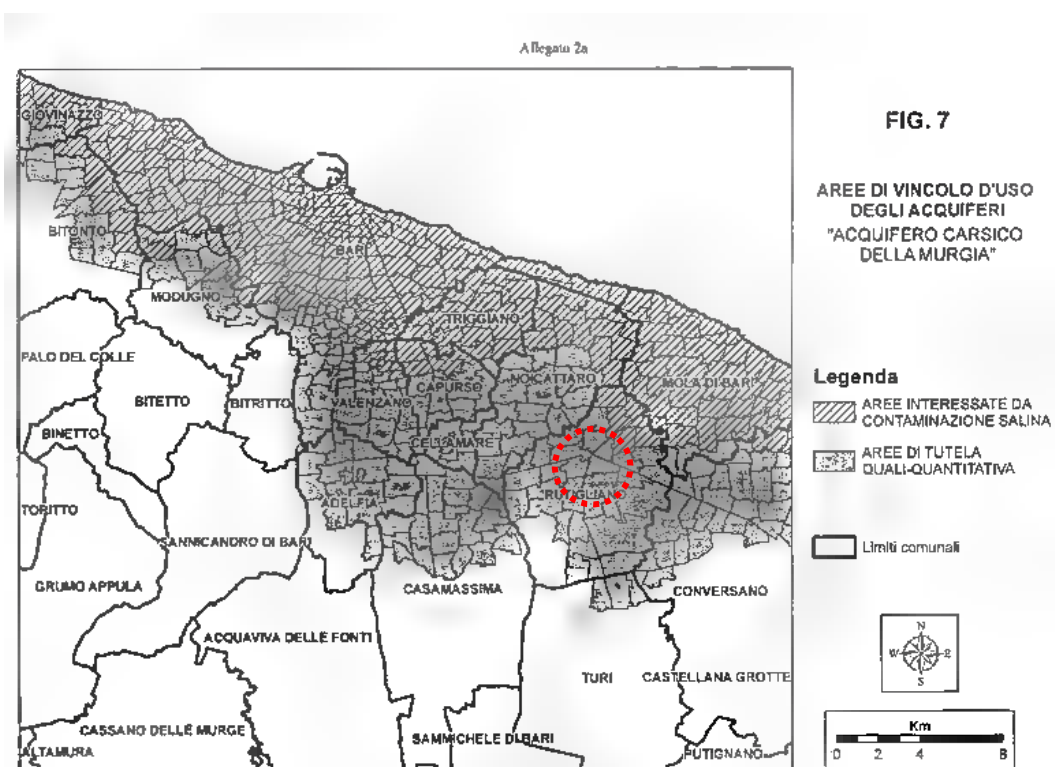 Allegato 2a
FIG. 7
AREE DI VINCOLO D'USO
DEGLI ACQUIFERI
"ACQUIFERO CARSICO
DELLA MURGIA"
Legenda
AREE INTERESSATE DA
CONTAMINAZIONE SALINA
AREE DI TUTELA
QUALI-QUANTITATIVA
Limiti comunali
N
W E
S
Km
0 2 4 8
GIOVINAZZO
BITONTO
BARI
MODUGNO
TRIGGIANO
PALO DEL COLLE
BITETTO
BITRITTO
VALENZANO
CAPURSO
NOICATTARO
MOLA DI BARI
BINETTO
CELLAMARE
ADELFIA
RUTIGLIANO
TORITTO
SANNICANDRO DI BARI
GRUMO APPULA
CASAMASSIMA
CONVERSANO
ACQUAVIVA DELLE FONTI
TURI
CASTELLANA GROTTE
CASSANO DELLE MURGE
SAMMICHELE DI BARI
ALTAMURA
PUTIGNANO